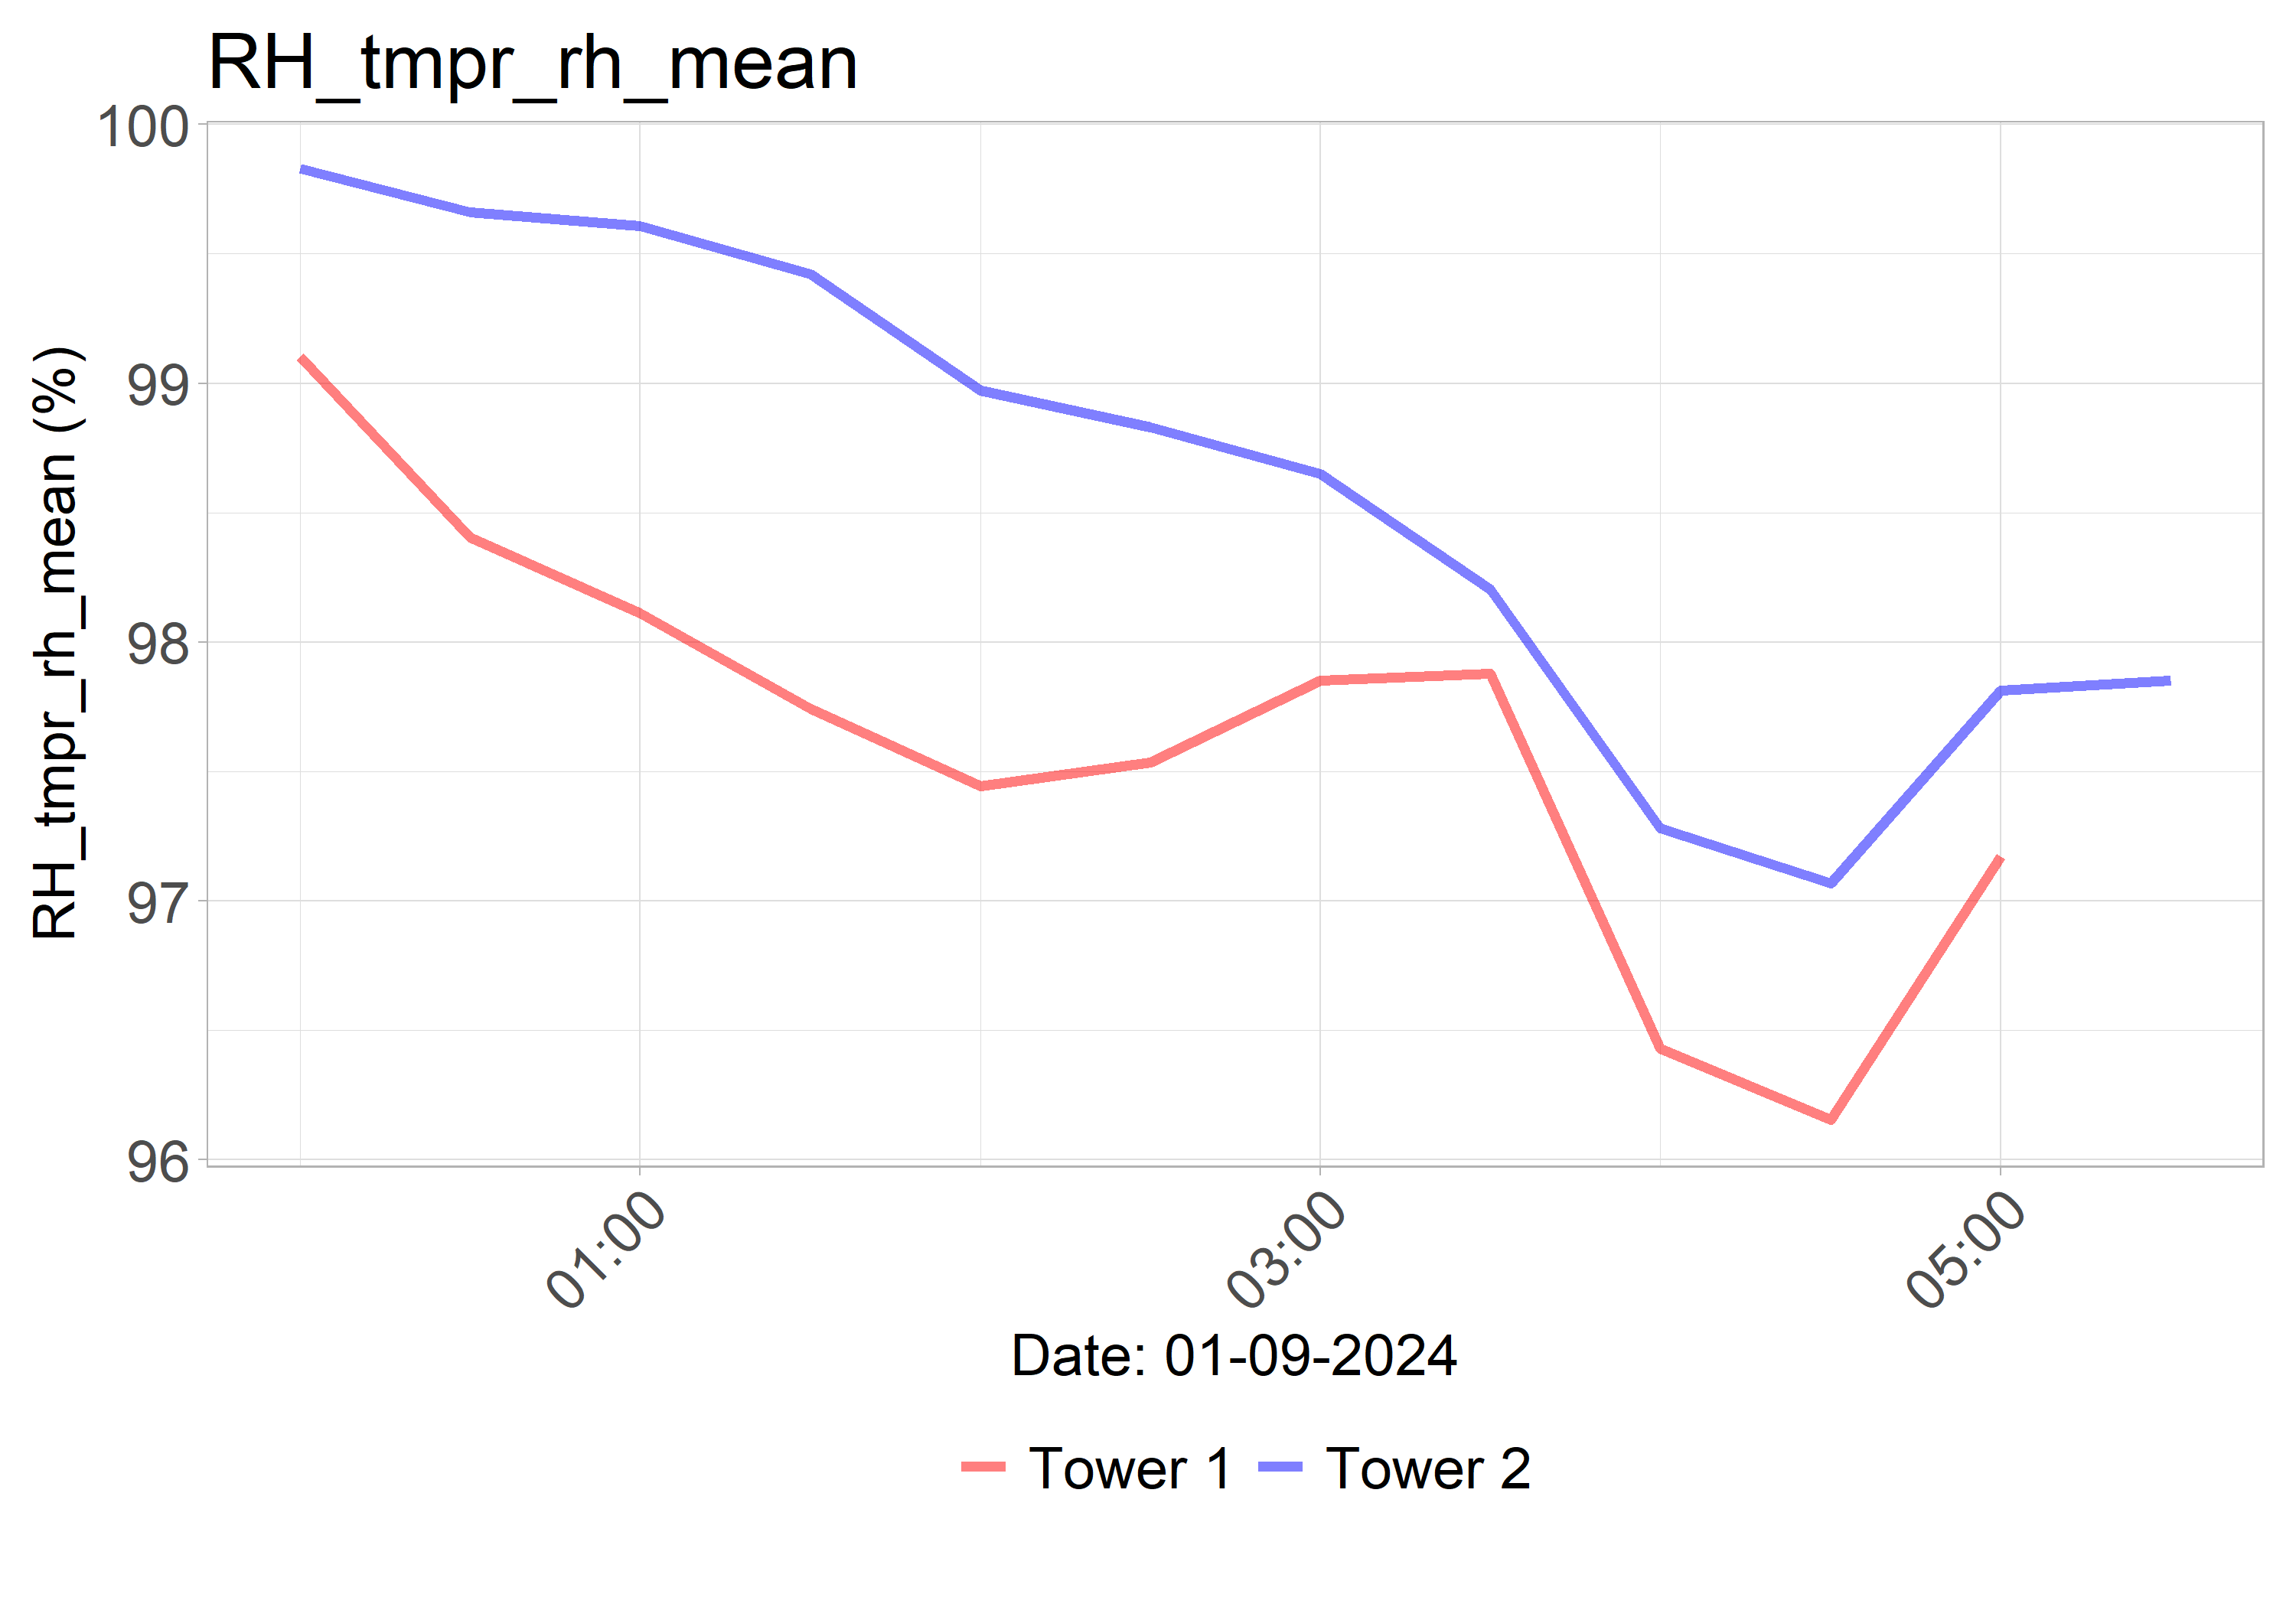 RH_tmpr_rh_mean
RH_tmpr_rh_mean (%)
100
99
98
97
96
01:00
03:00
05:00
Date: 01-09-2024
Tower 1
Tower 2